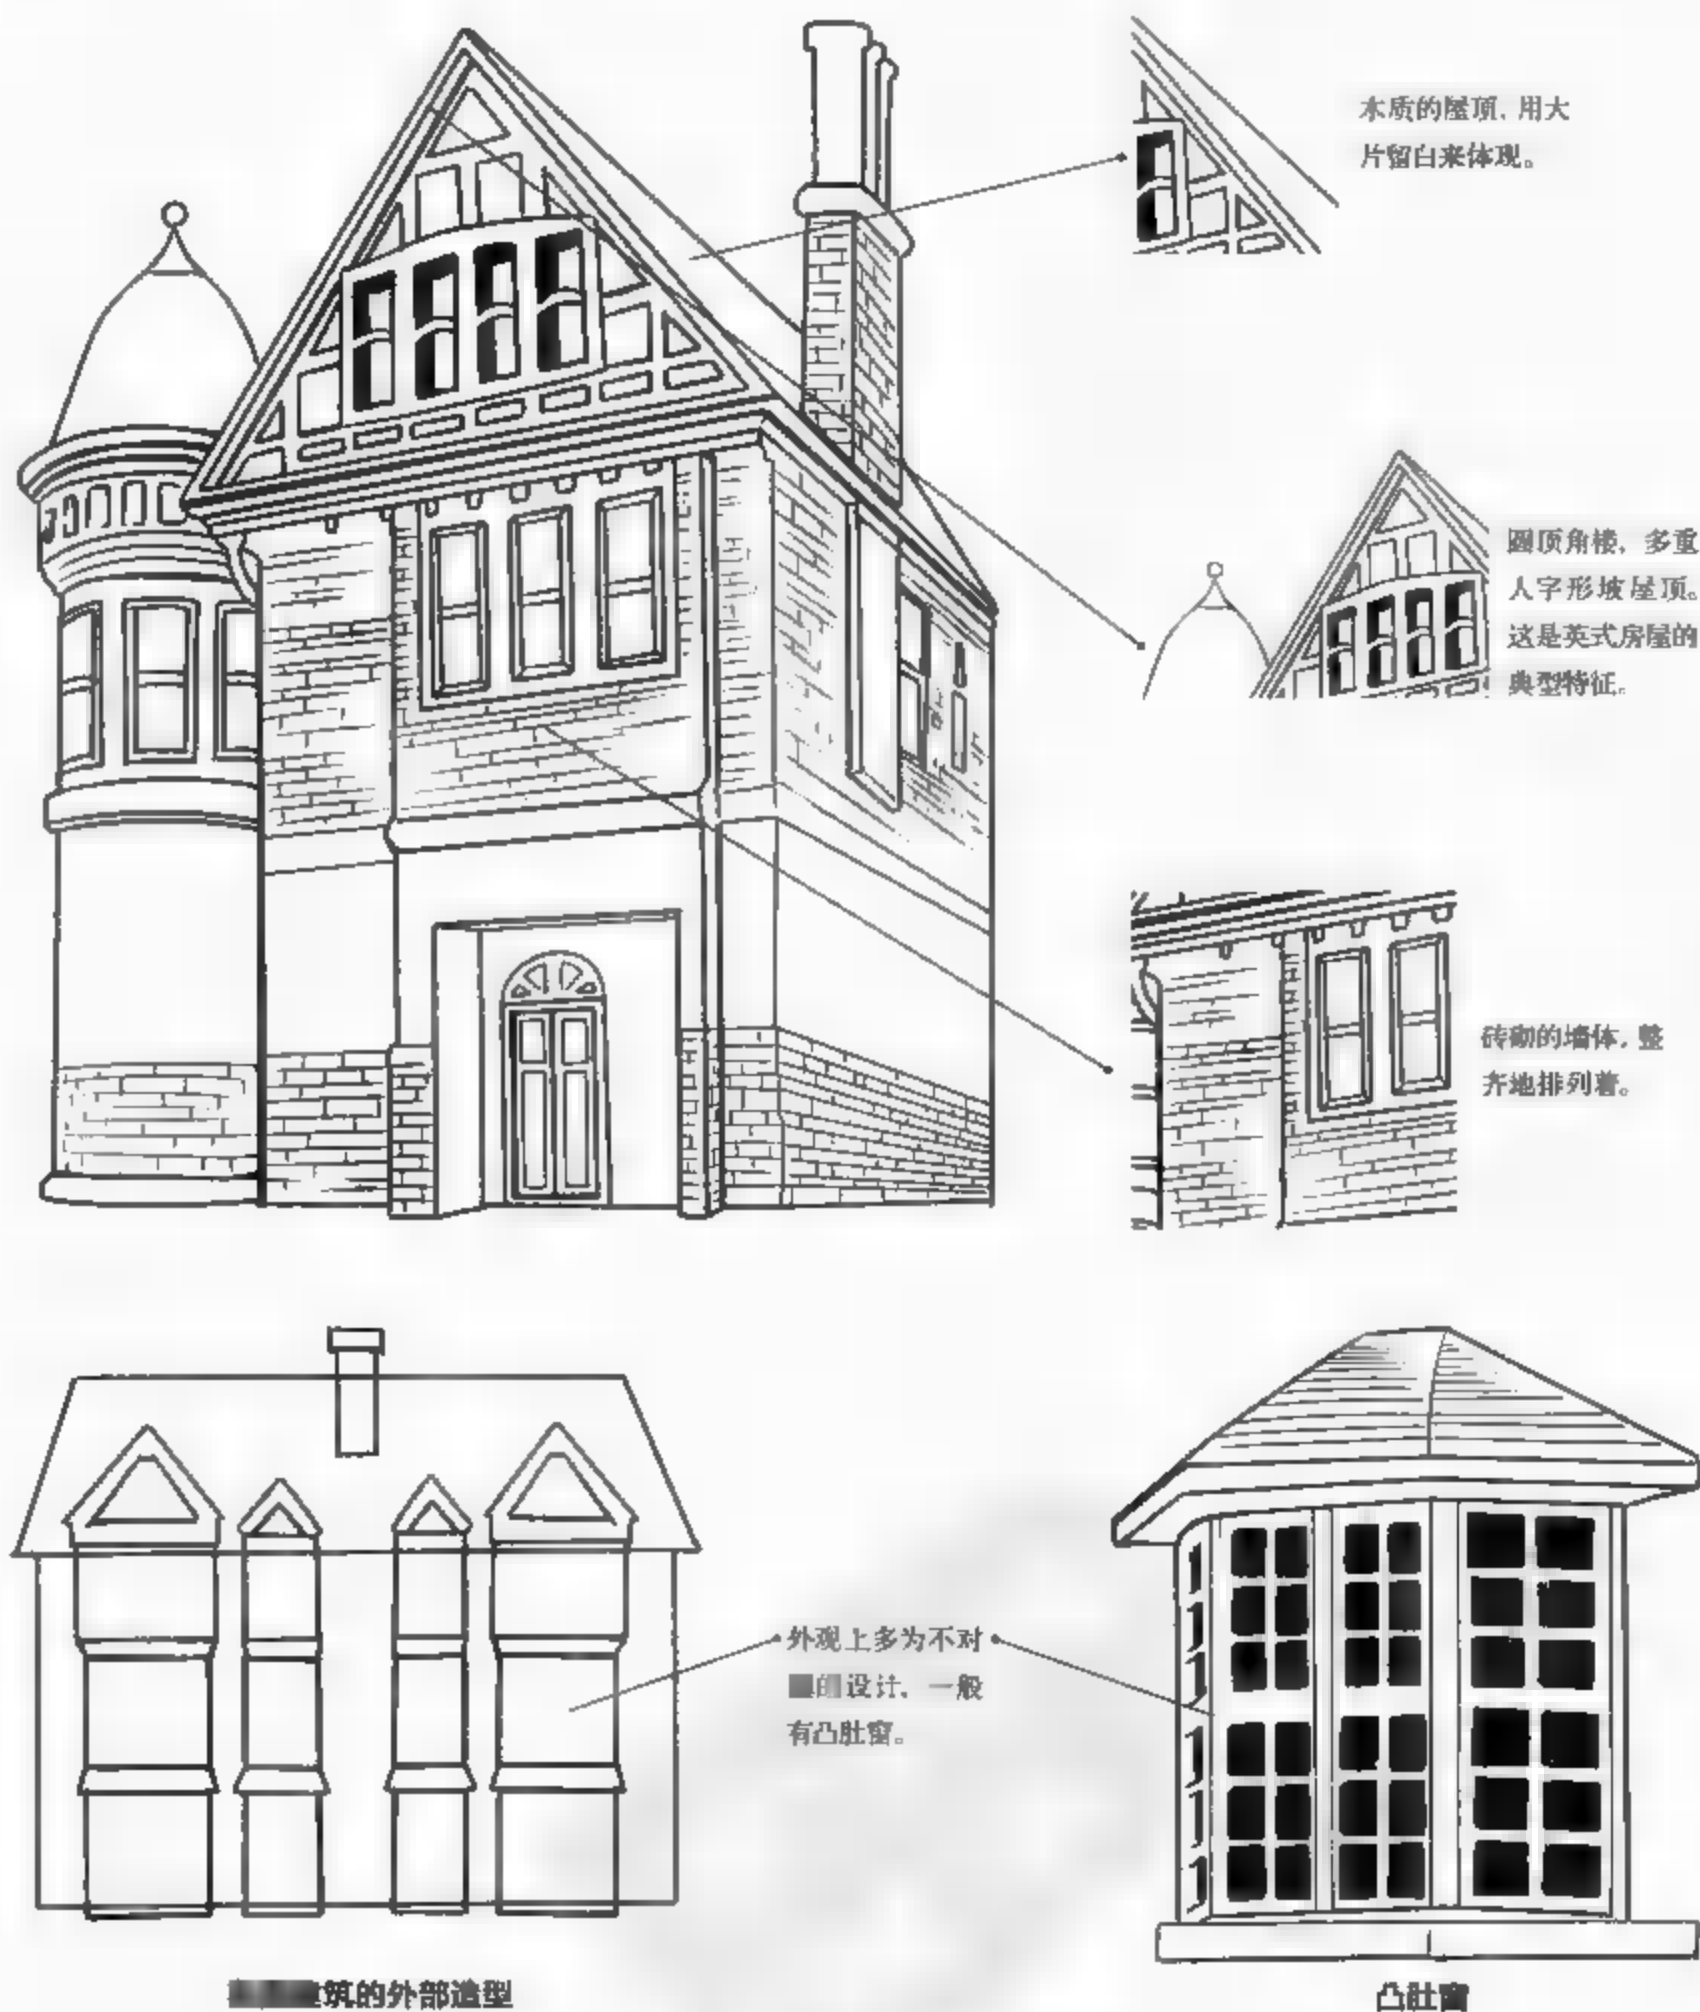 木质的屋顶，用大
片留白来体现。
圆顶角楼，多重
人字形坡屋顶。
这是英式房屋的
典型特征。
砖砌的墙体，整
齐地排列着。
外观上多为不对
的设计，一般
有凸肚窗。
筑的外部造型
凸肚窗